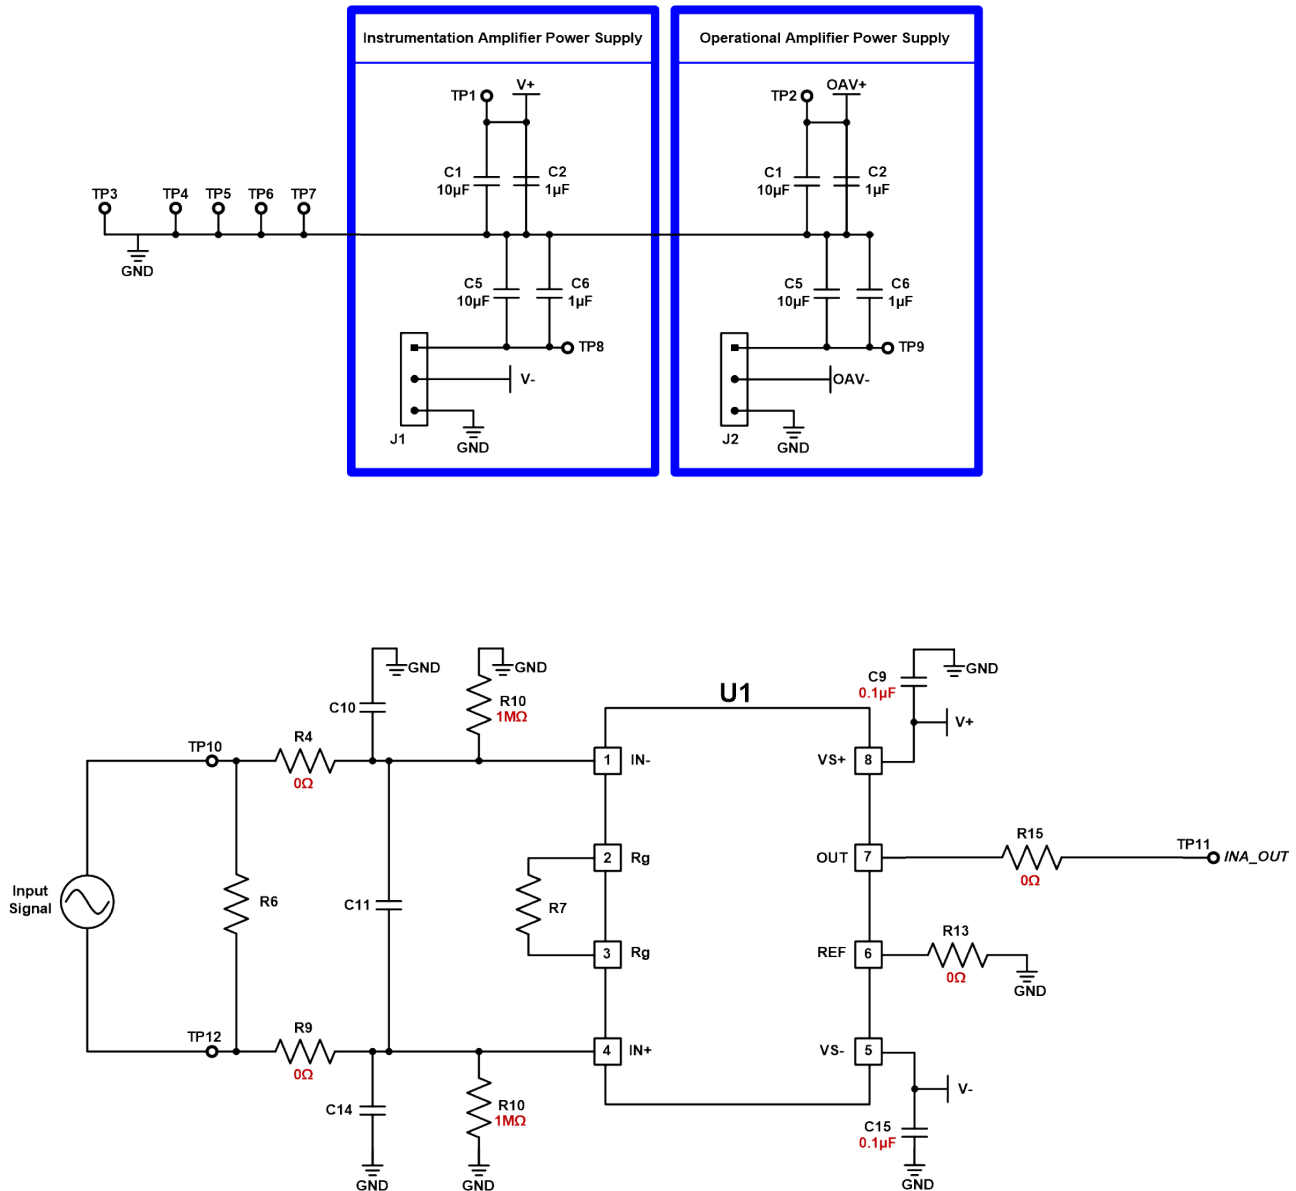 Instrumentation Amplifier Power Supply
Operational Amplifier Power Supply
TP1
V+
TP2
OAV+
C1
10µF
C2
1µF
C1
10µF
C2
1µF
TP3
TP4
TP5
TP6
TP7
GND
C5
10µF
C6
1µF
C5
10µF
C6
1µF
TP8
TP9
V-
OAV-
J1
GND
J2
GND
GND
GND
GND
C10
R10
1MΩ
U1
C9
0.1µF
V+
TP10
R4
0Ω
1
IN-
VS+
8
2
Rg
OUT
7
R15
0Ω
TP11
INA_OUT
Input
Signal
R6
C11
R7
3
Rg
REF
6
R13
0Ω
GND
TP12
R9
0Ω
4
IN+
VS-
5
V-
C14
R10
1MΩ
C15
0.1µF
GND
GND
GND